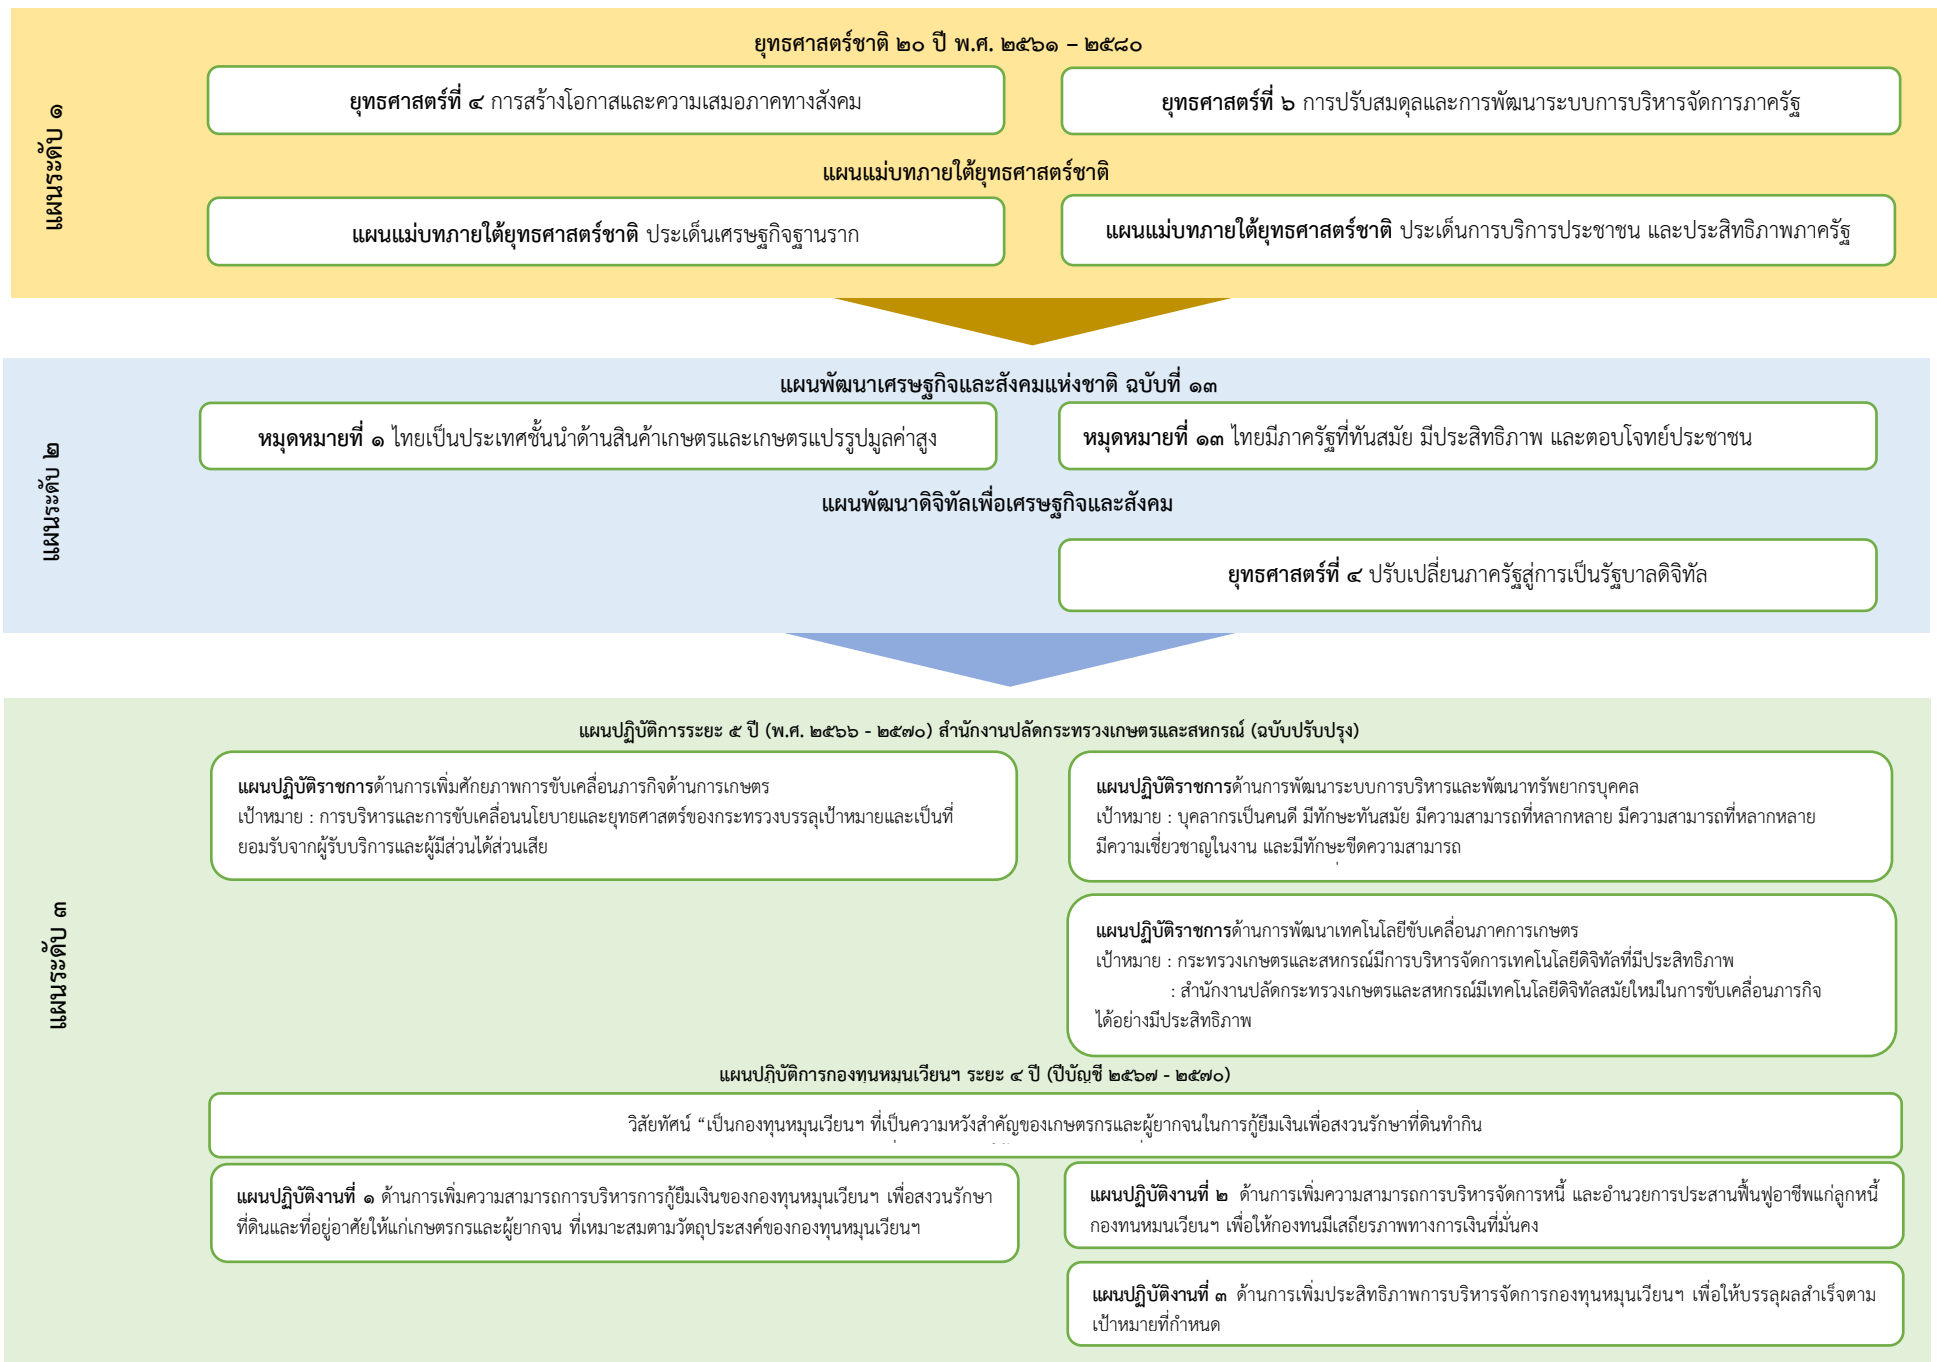 แผนระดับ ๑
ยุทธศาสตร์ชาติ ๒๐ ปี พ.ศ. ๒๕๖๑ – ๒๕๘๐
ยุทธศาสตร์ที่ ๔ การสร้างโอกาสและความเสมอภาคทางสังคม
ยุทธศาสตร์ที่ ๖ การปรับสมดุลและการพัฒนาระบบการบริหารจัดการภาครัฐ
แผนแม่บทภายใต้ยุทธศาสตร์ชาติ
แผนแม่บทภายใต้ยุทธศาสตร์ชาติ ประเด็นเศรษฐกิจฐานราก
แผนแม่บทภายใต้ยุทธศาสตร์ชาติ ประเด็นการบริการประชาชน และประสิทธิภาพภาครัฐ
แผนระดับ ๒
แผนพัฒนาเศรษฐกิจและสังคมแห่งชาติ ฉบับที่ ๑๓
หมุดหมายที่ ๑ ไทยเป็นประเทศชั้นนำด้านสินค้าเกษตรและเกษตรแปรรูปมูลค่าสูง
หมุดหมายที่ ๑๓ ไทยมีภาครัฐที่ทันสมัย มีประสิทธิภาพ และตอบโจทย์ประชาชน
แผนพัฒนาดิจิทัลเพื่อเศรษฐกิจและสังคม
ยุทธศาสตร์ที่ ๔ ปรับเปลี่ยนภาครัฐสู่การเป็นรัฐบาลดิจิทัล
แผนระดับ ๓
แผนปฏิบัติการระยะ ๕ ปี (พ.ศ. ๒๕๖๖ - ๒๕๗๐) สำนักงานปลัดกระทรวงเกษตรและสหกรณ์ (ฉบับปรับปรุง)
แผนปฏิบัติราชการด้านการเพิ่มศักยภาพการขับเคลื่อนภารกิจด้านการเกษตร
เป้าหมาย : การบริหารและการขับเคลื่อนนโยบายและยุทธศาสตร์ของกระทรวงบรรลุเป้าหมายและเป็นที่
ยอมรับจากผู้รับบริการและผู้มีส่วนได้ส่วนเสีย
แผนปฏิบัติราชการด้านการพัฒนาระบบการบริหารและพัฒนาทรัพยากรบุคคล
เป้าหมาย : บุคลากรเป็นคนดี มีทักษะทันสมัย มีความสามารถที่หลากหลาย มีความสามารถที่หลากหลาย
มีความเชี่ยวชาญในงาน และมีทักษะขีดความสามารถ
แผนปฏิบัติราชการด้านการพัฒนาเทคโนโลยีขับเคลื่อนภาคการเกษตร
เป้าหมาย : กระทรวงเกษตรและสหกรณ์มีการบริหารจัดการเทคโนโลยีดิจิทัลที่มีประสิทธิภาพ
: สำนักงานปลัดกระทรวงเกษตรและสหกรณ์มีเทคโนโลยีดิจิทัลสมัยใหม่ในการขับเคลื่อนภารกิจ
ได้อย่างมีประสิทธิภาพ
แผนปฏิบัติการกองทุนหมุนเวียนฯ ระยะ ๔ ปี (ปีบัญชี ๒๕๖๗ - ๒๕๗๐)
วิสัยทัศน์ “เป็นกองทุนหมุนเวียนฯ ที่เป็นความหวังสำคัญของเกษตรกรและผู้ยากจนในการกู้ยืมเงินเพื่อสงวนรักษาที่ดินทำกิน
แผนปฏิบัติงานที่ ๑ ด้านการเพิ่มความสามารถการบริหารการกู้ยืมเงินของกองทุนหมุนเวียนฯ เพื่อสงวนรักษา
ที่ดินและที่อยู่อาศัยให้แก่เกษตรกรและผู้ยากจน ที่เหมาะสมตามวัตถุประสงค์ของกองทุนหมุนเวียนฯ
แผนปฏิบัติงานที่ ๒ ด้านการเพิ่มความสามารถการบริหารจัดการหนี้ และอำนวยการประสานฟื้นฟูอาชีพแก่ลูกหนี้
กองทุนหมุนเวียนฯ เพื่อให้กองทุนมีเสถียรภาพทางการเงินที่มั่นคง
แผนปฏิบัติงานที่ ๓ ด้านการเพิ่มประสิทธิภาพการบริหารจัดการกองทุนหมุนเวียนฯ เพื่อให้บรรลุผลสำเร็จตาม
เป้าหมายที่กำหนด